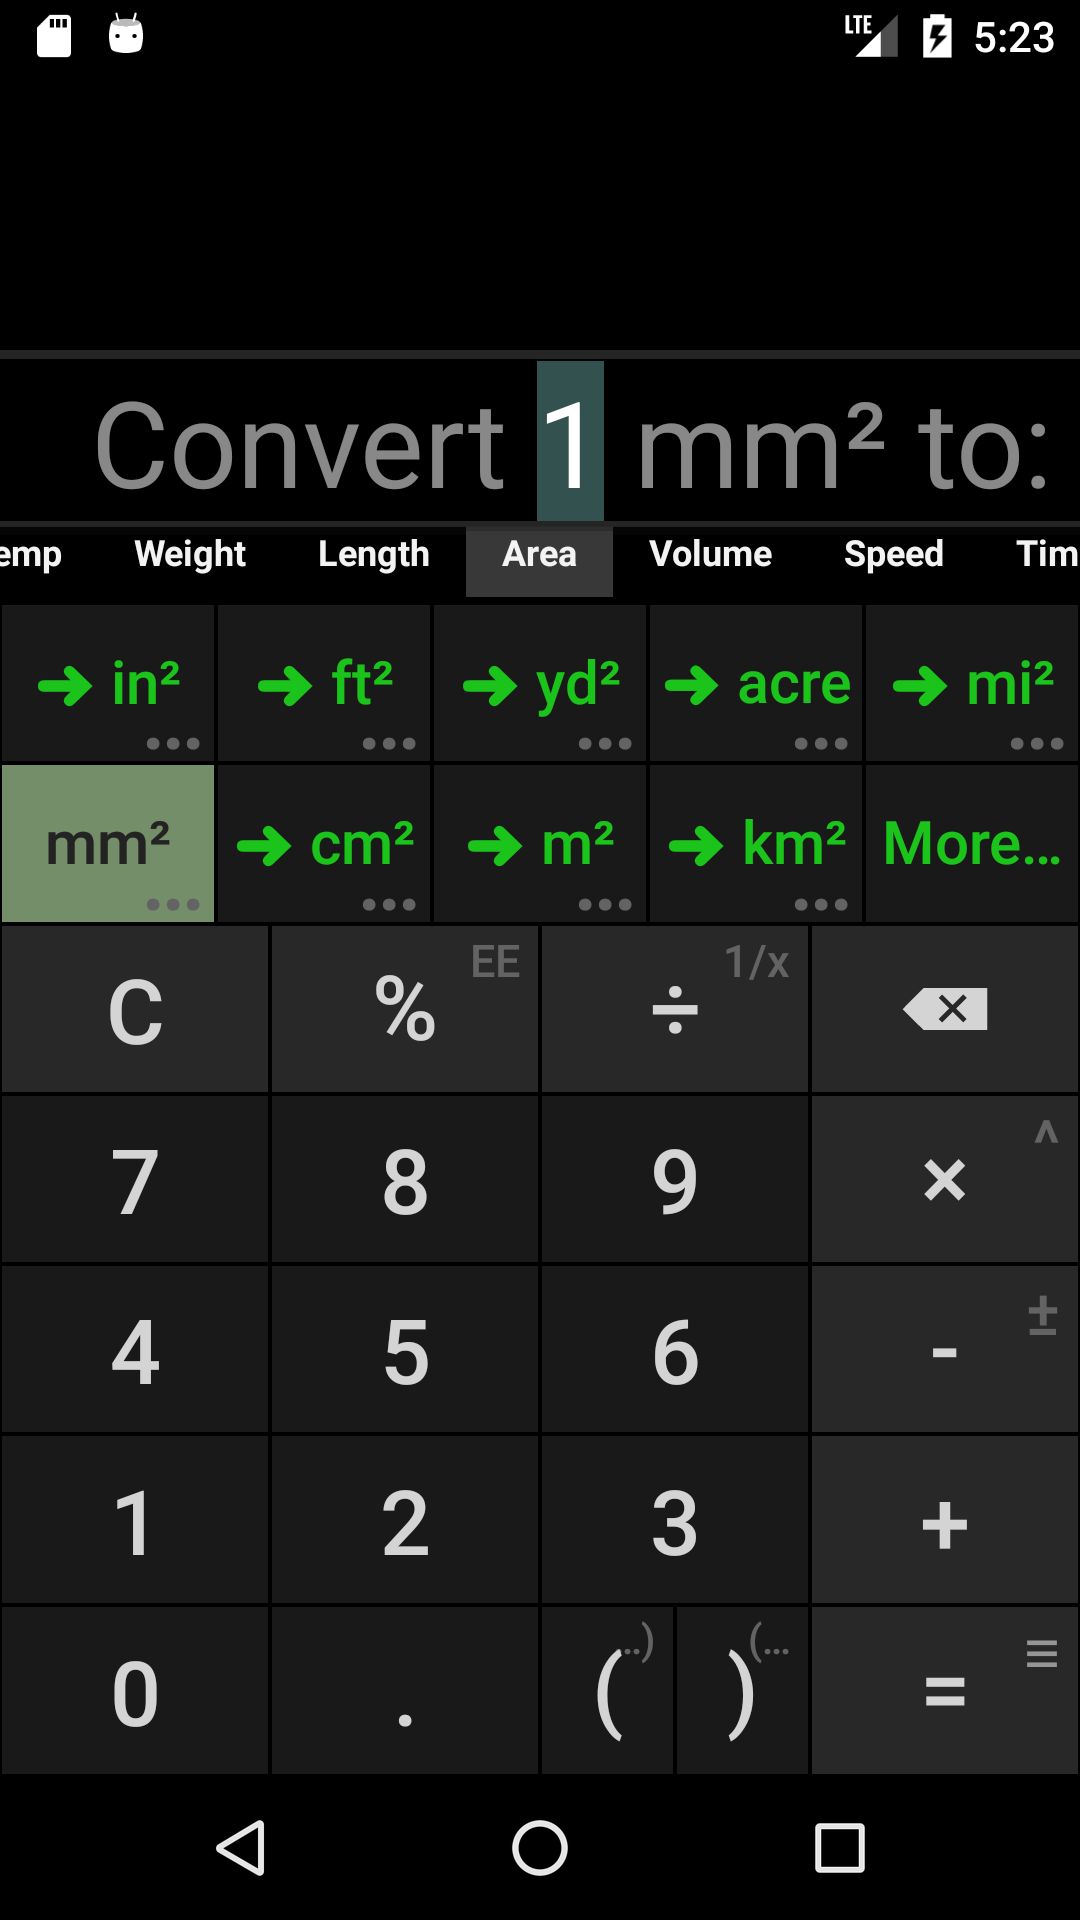 LTE 5:23
Convert 1 mm² to:
emp Weight Length Area Volume Speed Tim
in² ft² yd² acre mi²
mm² cm² m² km² More...
C % EE ÷ 1/x
7 8 9 × ^
4 5 6 - ±
1 2 3 +
0 . ( ..) ) (... =